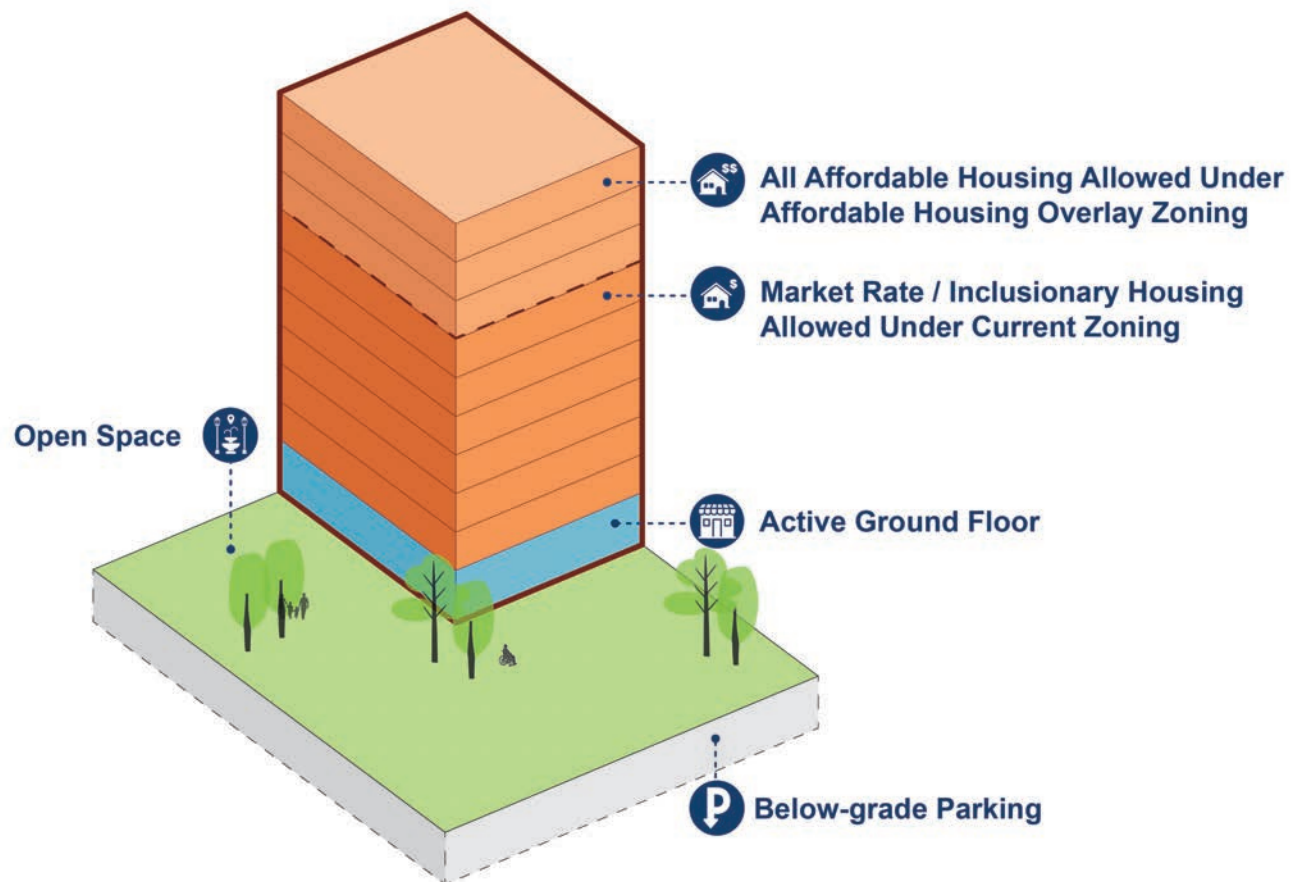 $$
All Affordable Housing Allowed Under
Affordable Housing Overlay Zoning
$
Market Rate / Inclusionary Housing
Allowed Under Current Zoning
Open Space
Active Ground Floor
P
Below-grade Parking